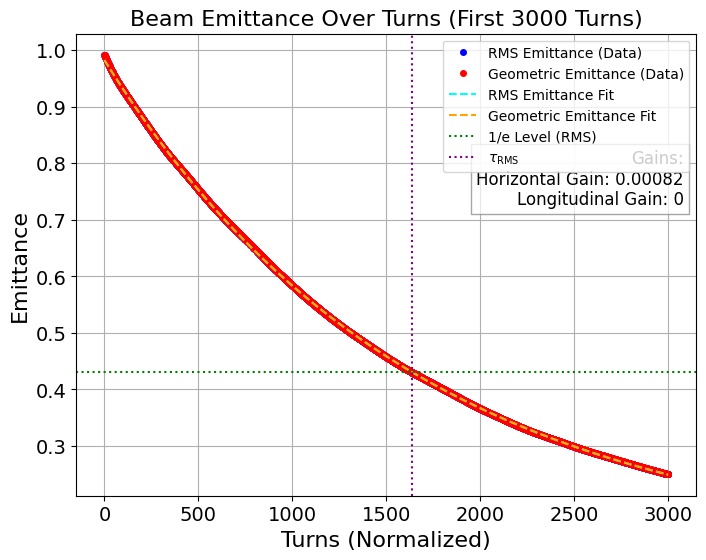 Beam Emittance Over Turns (First 3000 Turns)
Emittance
1.0
0.9
0.8
0.7
0.6
0.5
0.4
0.3
RMS Emittance (Data)
Geometric Emittance (Data)
RMS Emittance Fit
Geometric Emittance Fit
1/e Level (RMS)
τRMS
Gains:
Horizontal Gain: 0.00082
Longitudinal Gain: 0
0 500 1000 1500 2000 2500 3000
Turns (Normalized)